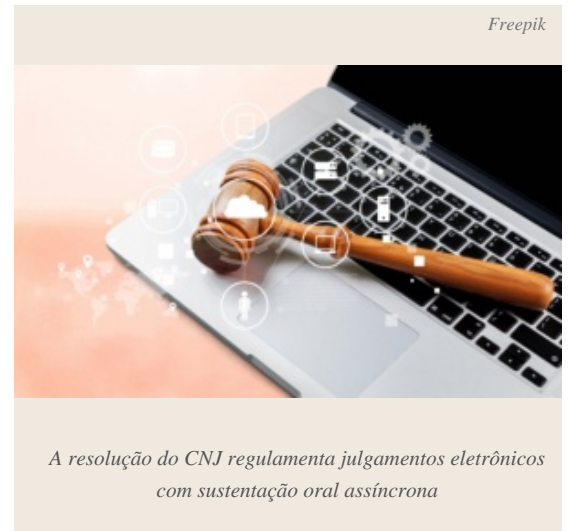 Freepik
A resolução do CNJ regulamenta julgamentos eletrônicos
com sustentação oral assíncrona